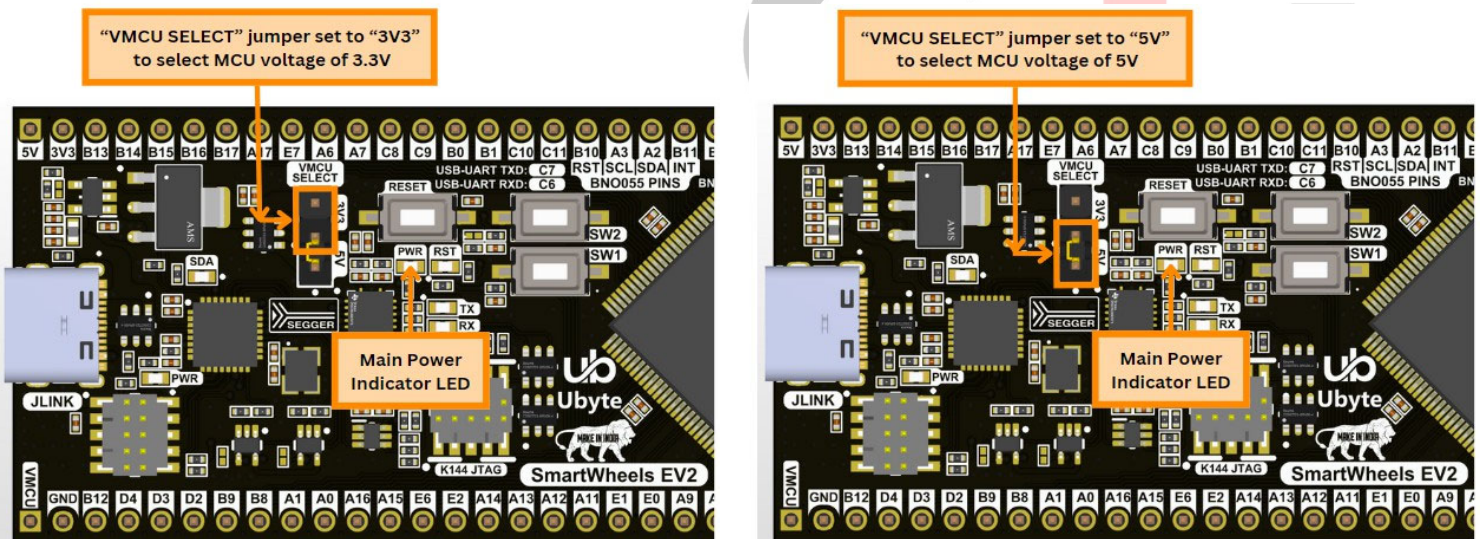 “VMCU SELECT” jumper set to “3V3”
to select MCU voltage of 3.3V
5V 3V3 B13 B14 B15 B16 B17 A17 E7 A6 A7 C8 C9 B0 B1 C10 C11 B10 A3 A2 B11
VMCU
SELECT
USB-UART TXD: C7
USB-UART RXD: C6
RST|SCL|SDA| INT
BNO055 PINS
RESET
3V3
5V
AMS
SW2
SW1
SDA
PWR
RST
SEGGER
TX
RX
Main Power
Indicator LED
PWR
JLINK
ub
Ubyte
MAKE IN INDIA
K144 JTAG
SmartWheels EV2
VMCU
GND B12 D4 D3 D2 B9 B8 A1 A0 A16 A15 E6 E2 A14 A13 A12 A11 E1 E0 A9
“VMCU SELECT” jumper set to “5V”
to select MCU voltage of 5V
5V 3V3 B13 B14 B15 B16 B17 A17 E7 A6 A7 C8 C9 B0 B1 C10 C11 B10 A3 A2 B11
VMCU
SELECT
USB-UART TXD: C7
USB-UART RXD: C6
RST|SCL|SDA| INT
BNO055 PINS
RESET
3V3
5V
AMS
SW2
SW1
SDA
PWR
RST
SEGGER
TX
RX
Main Power
Indicator LED
PWR
JLINK
ub
Ubyte
MAKE IN INDIA
K144 JTAG
SmartWheels EV2
VMCU
GND B12 D4 D3 D2 B9 B8 A1 A0 A16 A15 E6 E2 A14 A13 A12 A11 E1 E0 A9